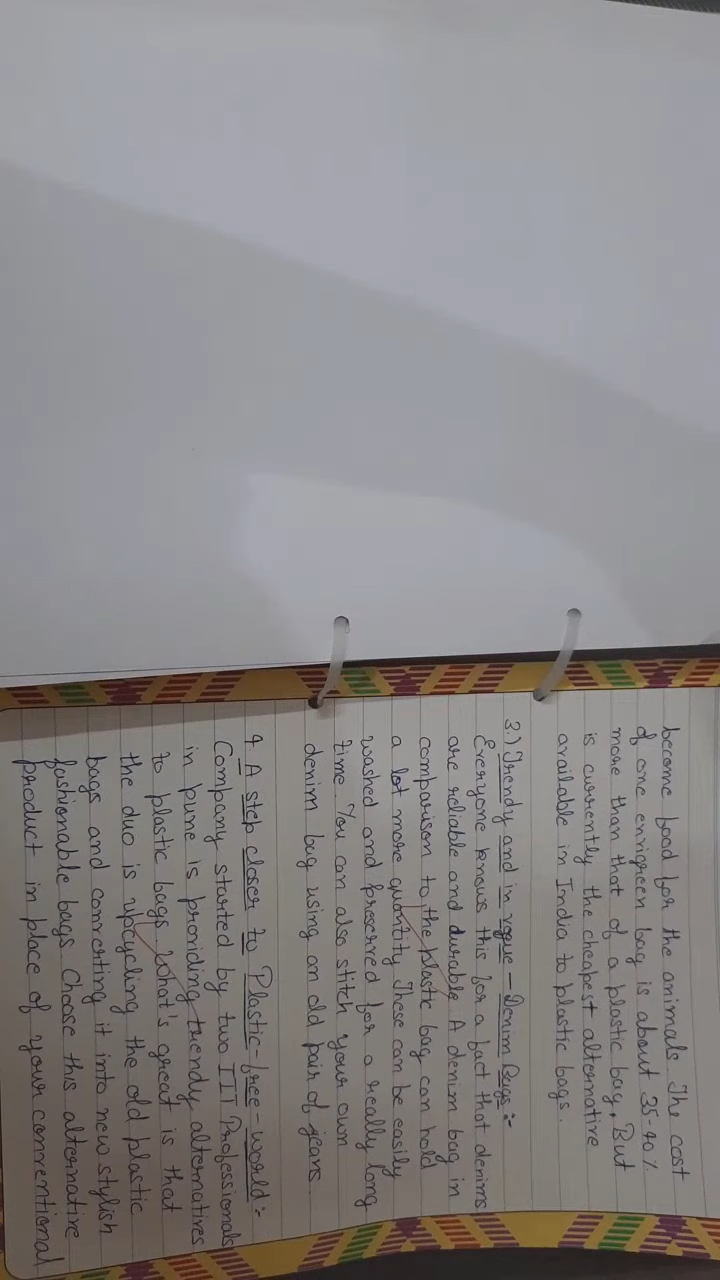 become food for the animals. The cost
of one envigreen bag is about 35-40%
more than that of a plastic bag. But
is currently the cheapest alternative
available in India to plastic bags.
3.) Trendy and in vogue - Denim Bags :-
Everyone knows this for a fact that denims
are reliable and durable. A denim bag in
comparison to the plastic bag can hold
a lot more quantity. These can be easily
washed and preserved for a really long
time. You can also stitch your own
denim bag using an old pair of jeans.
4. A step closer to Plastic-free-world:-
Company started by two IIT Professionals
in pune is providing trendy alternatives
to plastic bags. What's great is that
the duo is upcycling the old plastic
bags and converting it into new stylish
fashionable bags. Choose this alternative
product in place of your conventional